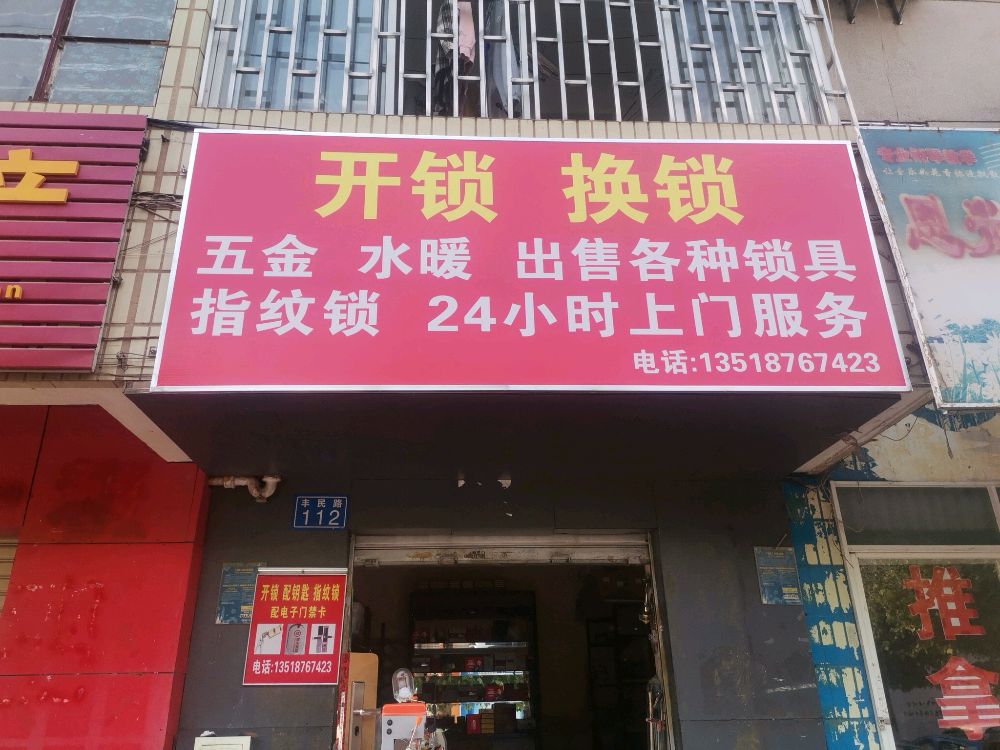 开锁 换锁
五金 水暖 出售各种锁具
指纹锁 24小时上门服务
电话:13518767423
丰民路
112
开锁 配钥匙 指纹锁
配电子门禁卡
电话:13518767423
推
拿